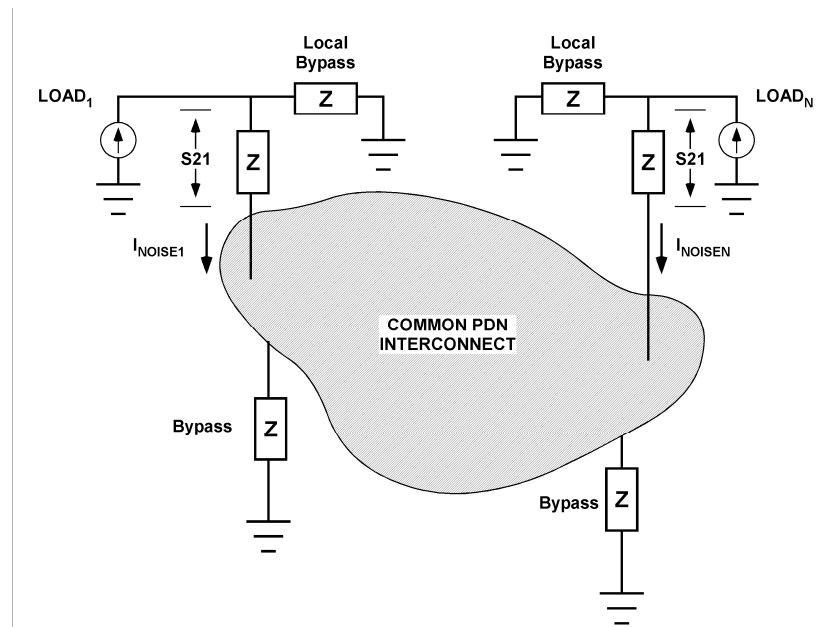 Local
Bypass
Local
Bypass
LOAD1
Z
Z
LOADN
S21
Z
Z
S21
INOISE1
INOISEN
COMMON PDN
INTERCONNECT
Bypass
Z
Bypass
Z